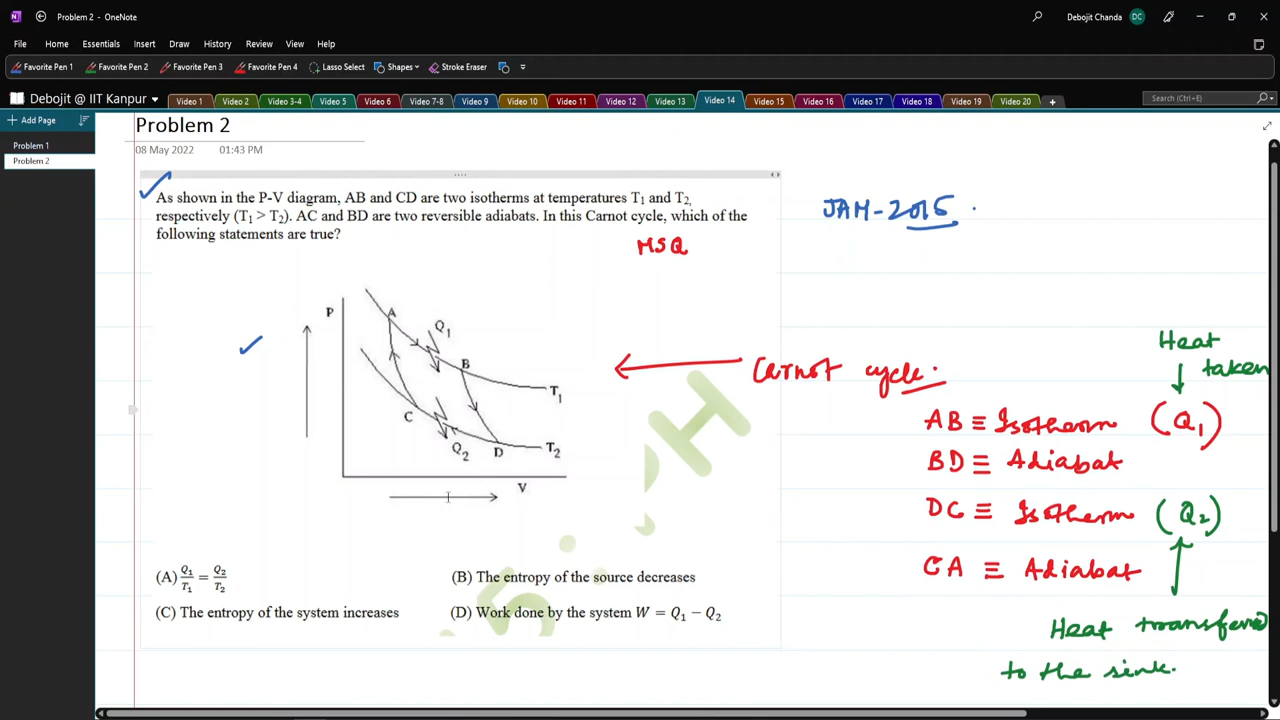 Problem 2 - OneNote
Debojit Chanda DC
File Home Essentials Insert Draw History Review View Help
Favorite Pen 1 Favorite Pen 2 Favorite Pen 3 Favorite Pen 4 Lasso Select Shapes Stroke Eraser
Debojit @ IIT Kanpur Video 1 Video 2 Video 3-4 Video 5 Video 6 Video 7-8 Video 9 Video 10 Video 11 Video 12 Video 13 Video 14 Video 15 Video 16 Video 17 Video 18 Video 19 Video 20 Search (Ctrl+E)
Add Page
Problem 1
Problem 2
Problem 2
08 May 2022 01:43 PM
As shown in the P-V diagram, AB and CD are two isotherms at temperatures T₁ and T₂,
respectively (T₁ > T₂). AC and BD are two reversible adiabats. In this Carnot cycle, which of the
following statements are true?
MSQ
JAM-2015
P
A
Q₁
B
T₁
C
Q₂
D
T₂
V
Carnot cycle.
Heat
taken
AB ≡ Isotherm (Q₁)
BD ≡ Adiabat
DC ≡ Isotherm (Q₂)
CA ≡ Adiabat
Heat transferred
to the sink.
(A) Q₁/T₁ = Q₂/T₂ (B) The entropy of the source decreases
(C) The entropy of the system increases (D) Work done by the system W = Q₁ − Q₂